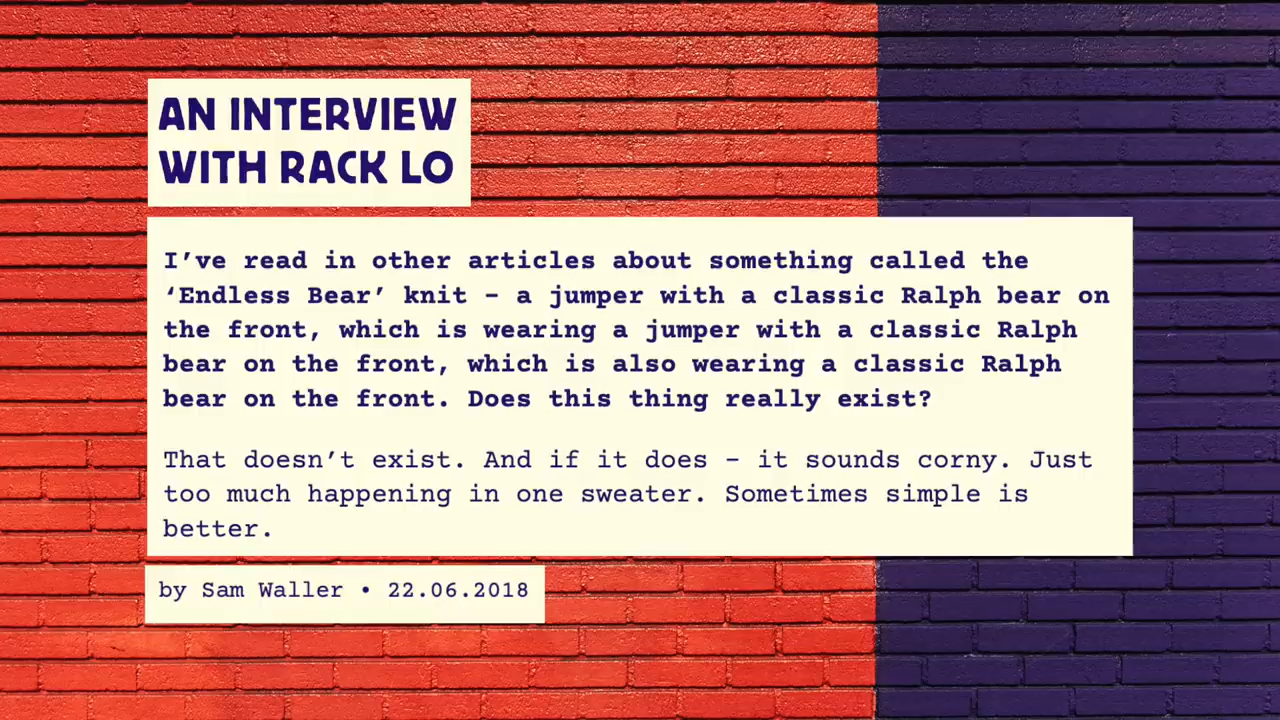 AN INTERVIEW
WITH RACK LO
I’ve read in other articles about something called the
‘Endless Bear’ knit – a jumper with a classic Ralph bear on
the front, which is wearing a jumper with a classic Ralph
bear on the front, which is also wearing a classic Ralph
bear on the front. Does this thing really exist?
That doesn’t exist. And if it does – it sounds corny. Just
too much happening in one sweater. Sometimes simple is
better.
by Sam Waller • 22.06.2018